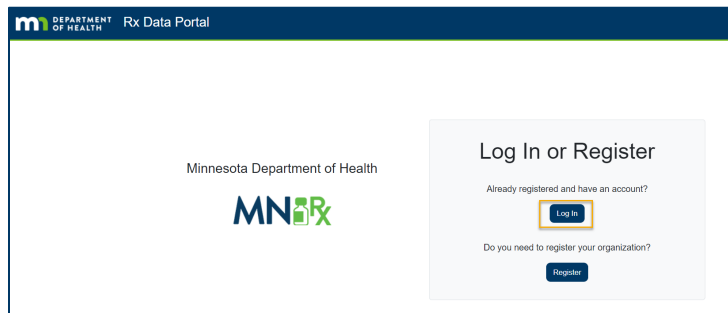 mn DEPARTMENT OF HEALTH Rx Data Portal
Minnesota Department of Health
MNRx
Log In or Register
Already registered and have an account?
Log In
Do you need to register your organization?
Register